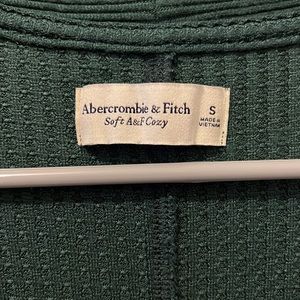 Abercrombie & Fitch
Soft A&F Cozy
S
MADE IN
VIETNAM